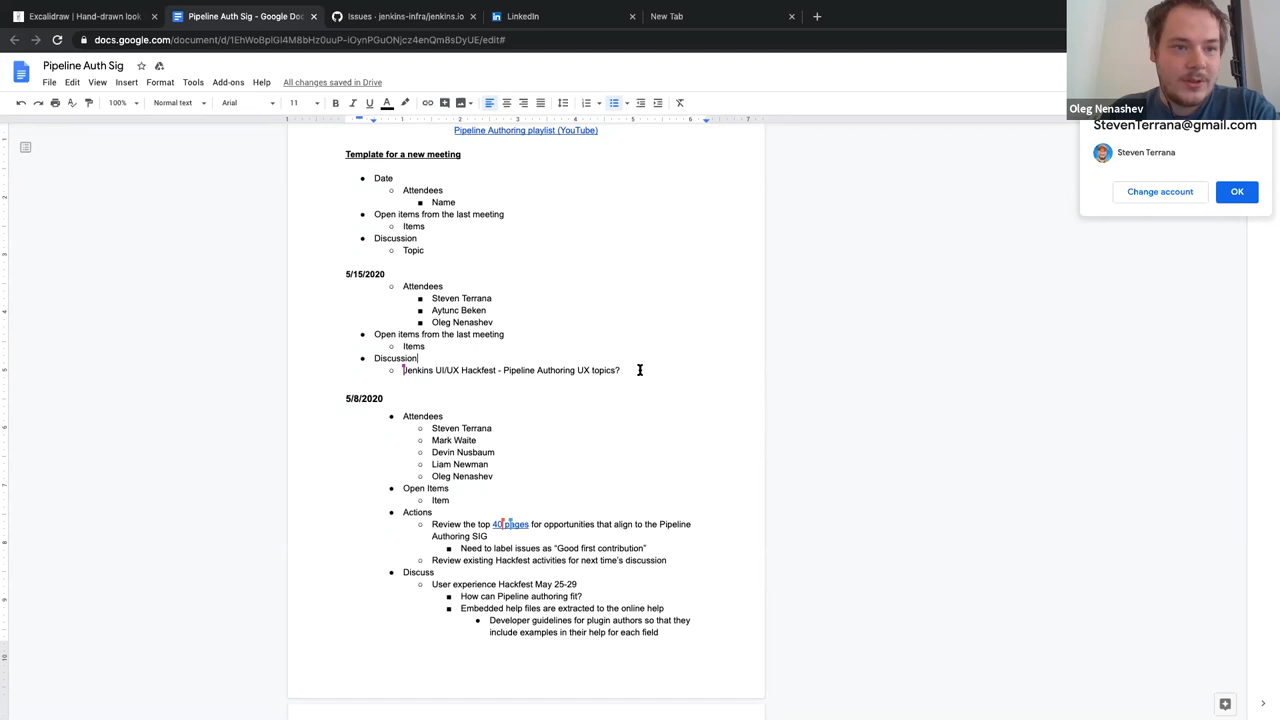 Excalidraw | Hand-drawn look
Pipeline Auth Sig - Google Doc
Issues · jenkins-infra/jenkins.io
LinkedIn
New Tab
docs.google.com/document/d/1EhWoBplGl4M8bHz0uuP-IOynPGuONjcz4enQm8sDyUE/edit#
Pipeline Auth Sig
File Edit View Insert Format Tools Add-ons Help All changes saved in Drive
100% Normal text Arial 11
Oleg Nenashev
StevenTerrana@gmail.com
Steven Terrana
Change account OK
Pipeline Authoring playlist (YouTube)
Template for a new meeting
Date
Attendees
Name
Open items from the last meeting
Items
Discussion
Topic
5/15/2020
Attendees
Steven Terrana
Aytunc Beken
Oleg Nenashev
Open items from the last meeting
Items
Discussion
Jenkins UI/UX Hackfest - Pipeline Authoring UX topics?
5/8/2020
Attendees
Steven Terrana
Mark Waite
Devin Nusbaum
Liam Newman
Oleg Nenashev
Open Items
Item
Actions
Review the top 40 pages for opportunities that align to the Pipeline
Authoring SIG
Need to label issues as “Good first contribution”
Review existing Hackfest activities for next time's discussion
Discuss
User experience Hackfest May 25-29
How can Pipeline authoring fit?
Embedded help files are extracted to the online help
Developer guidelines for plugin authors so that they
include examples in their help for each field